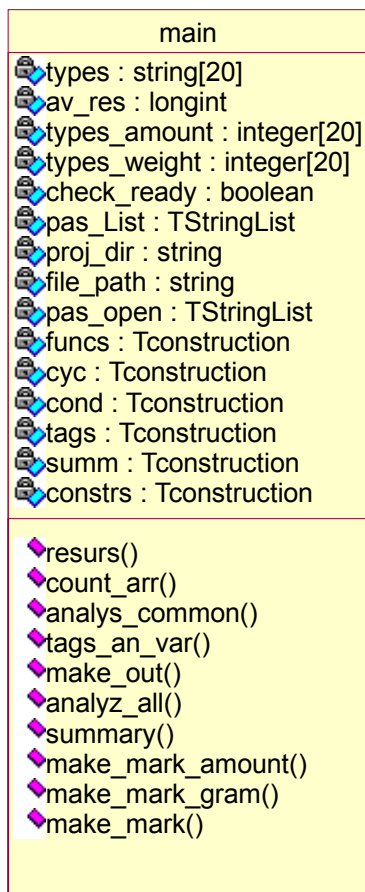 main
types : string[20]
av_res : longint
types_amount : integer[20]
types_weight : integer[20]
check_ready : boolean
pas_List : TStringList
proj_dir : string
file_path : string
pas_open : TStringList
funcs : Tconstruction
cyc : Tconstruction
cond : Tconstruction
tags : Tconstruction
summ : Tconstruction
constrs : Tconstruction
resurs()
count_arr()
analys_common()
tags_an_var()
make_out()
analyz_all()
summary()
make_mark_amount()
make_mark_gram()
make_mark()